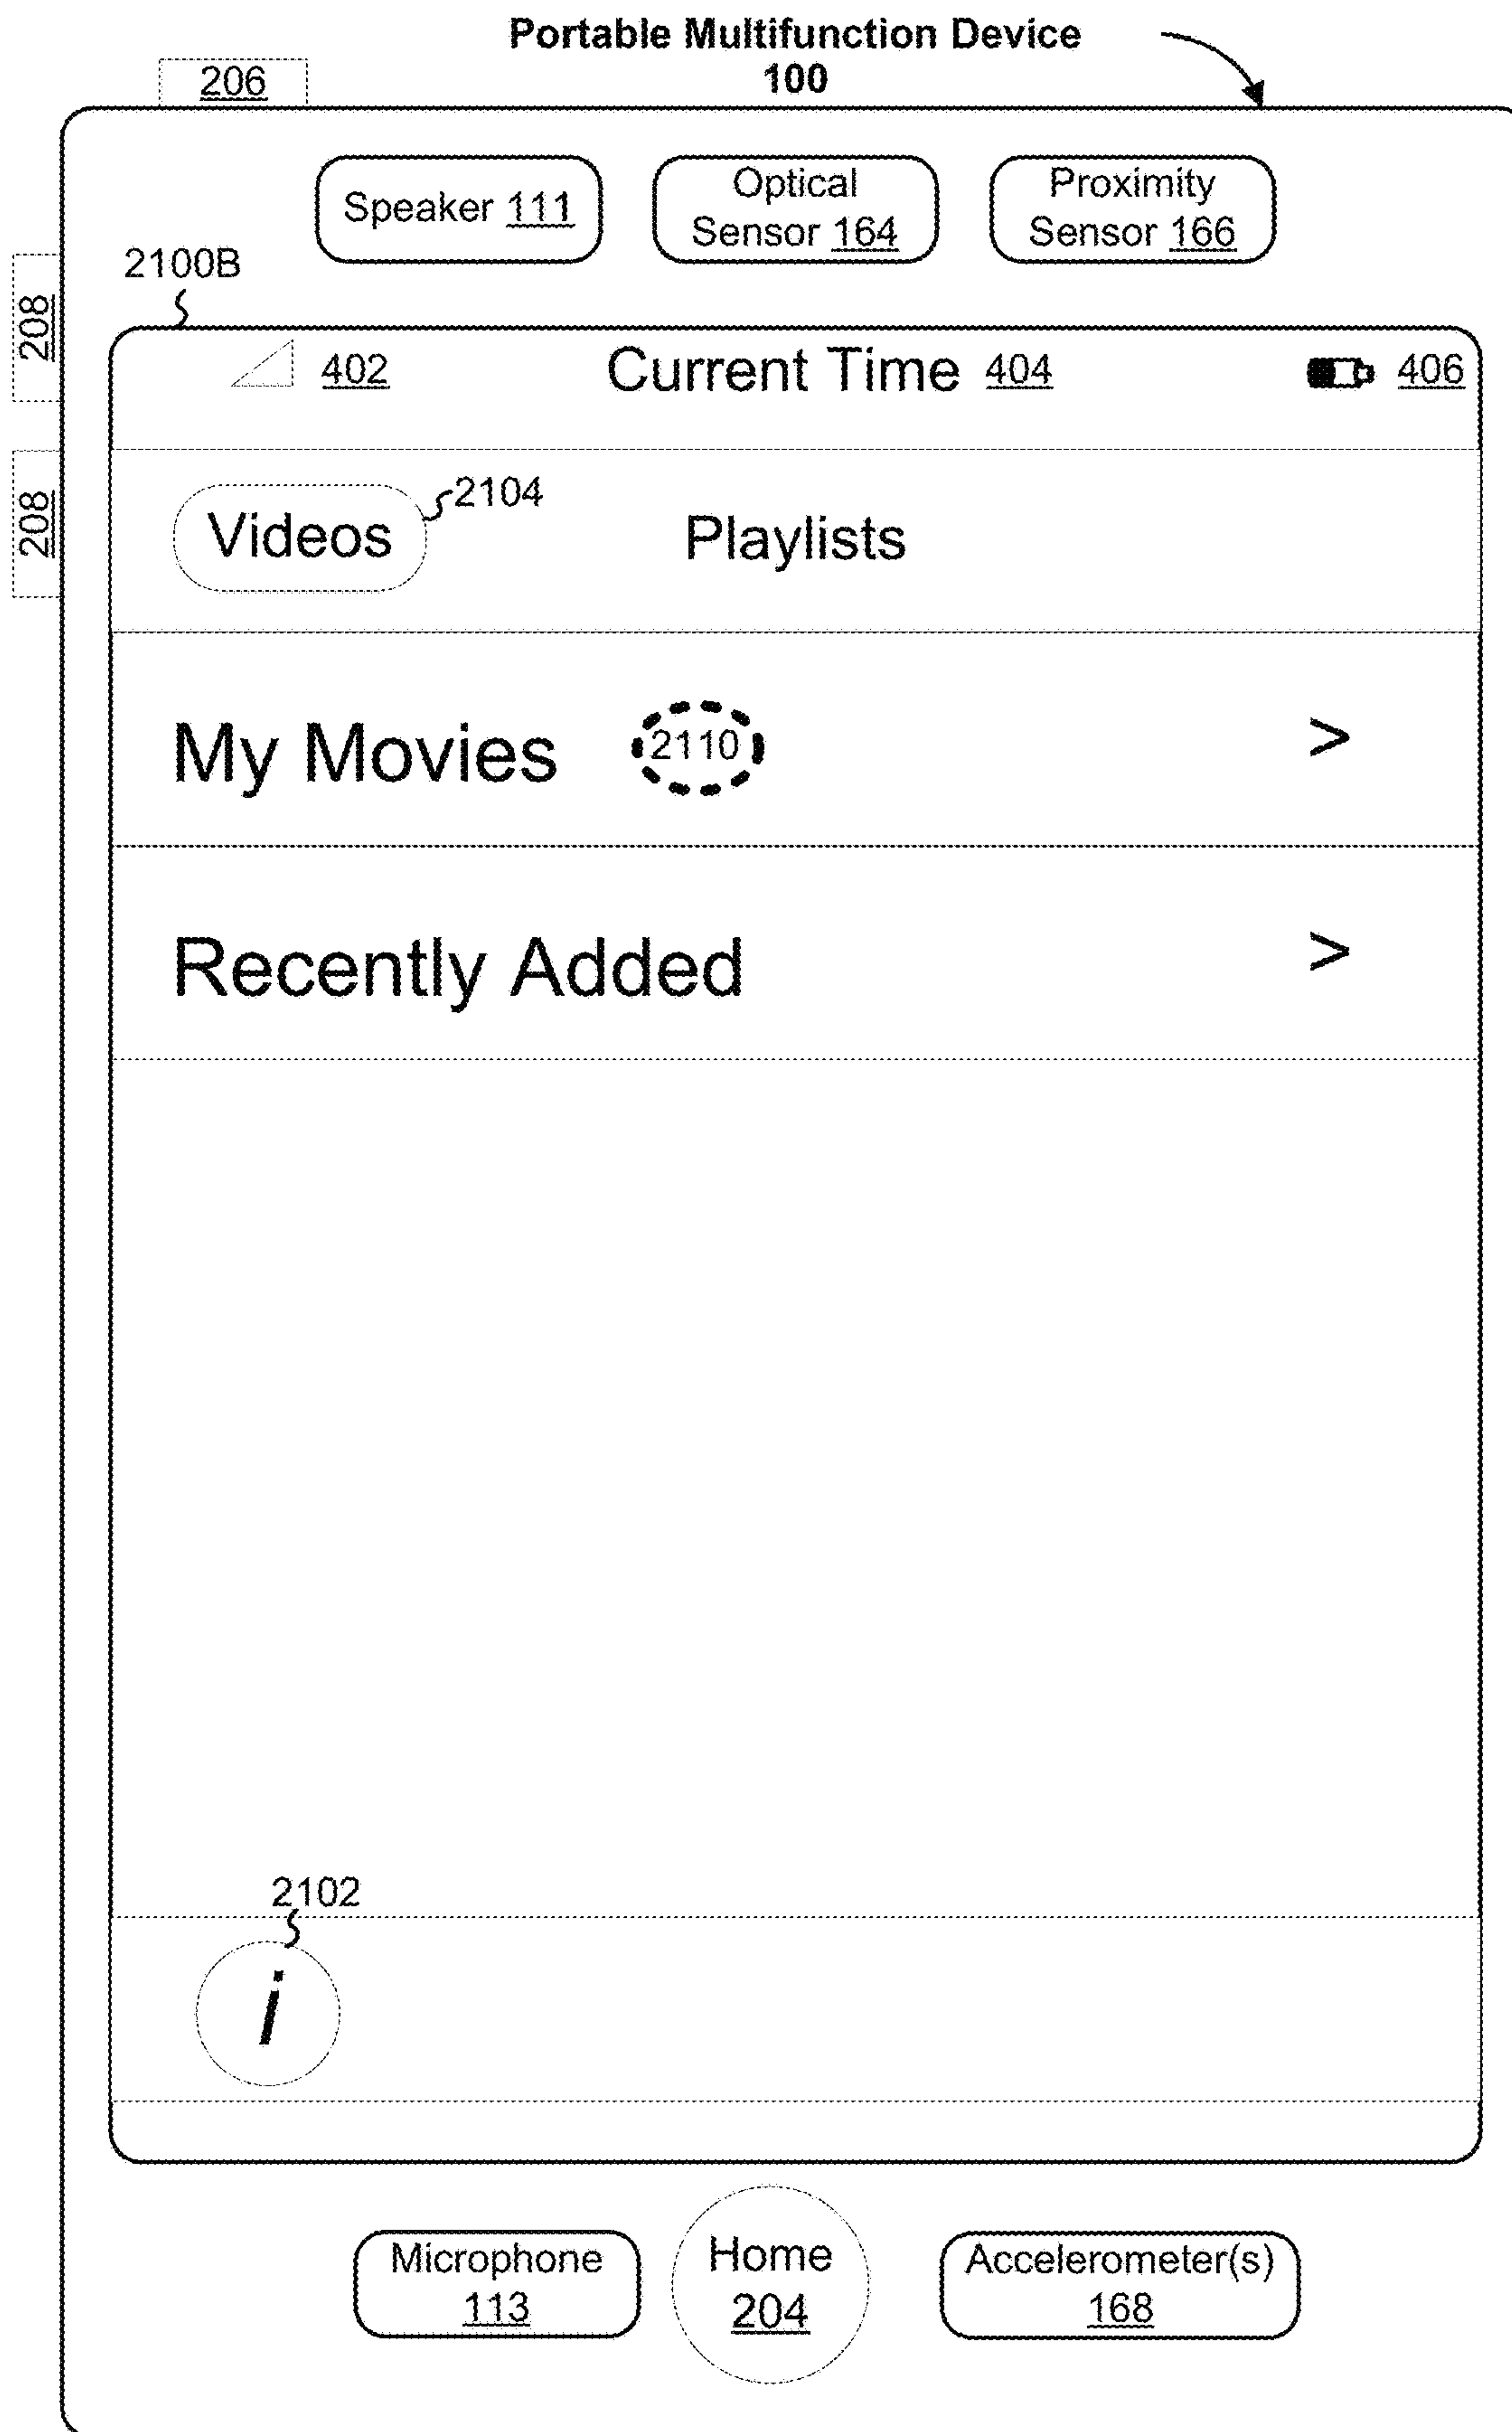 Portable Multifunction Device
100
206
Speaker 111
Optical
Sensor 164
Proximity
Sensor 166
2100B
208
402
Current Time 404
406
208
Videos
2104
Playlists
My Movies
2110
>
Recently Added
>
2102
i
Microphone
113
Home
204
Accelerometer(s)
168